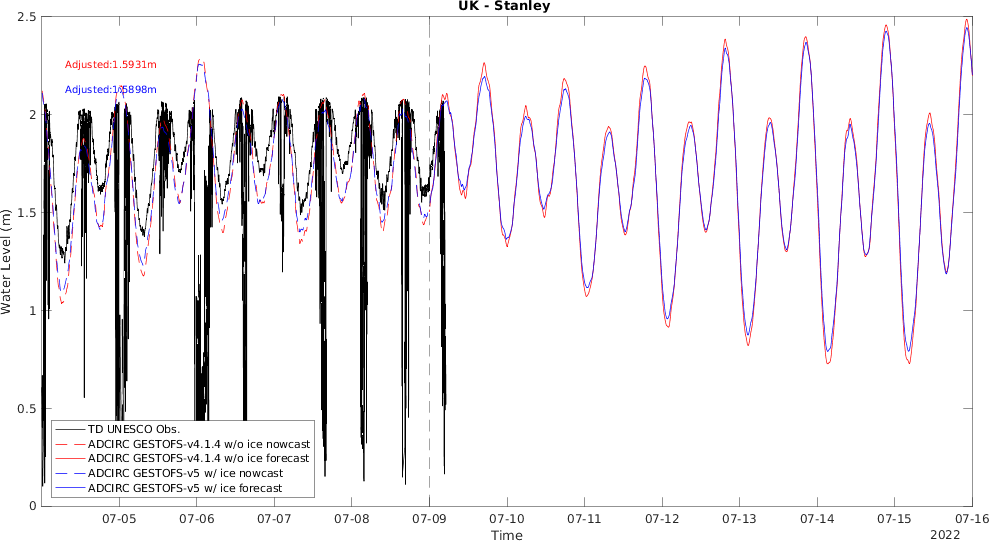 UK - Stanley
2.5
2
1.5
1
0.5
0
Water Level (m)
Adjusted:1.5931m
Adjusted:1.5898m
TD UNESCO Obs.
ADCIRC GESTOFS-v4.1.4 w/o ice nowcast
ADCIRC GESTOFS-v4.1.4 w/o ice forecast
ADCIRC GESTOFS-v5 w/ ice nowcast
ADCIRC GESTOFS-v5 w/ ice forecast
07-05 07-06 07-07 07-08 07-09 07-10 07-11 07-12 07-13 07-14 07-15 07-16
Time
2022